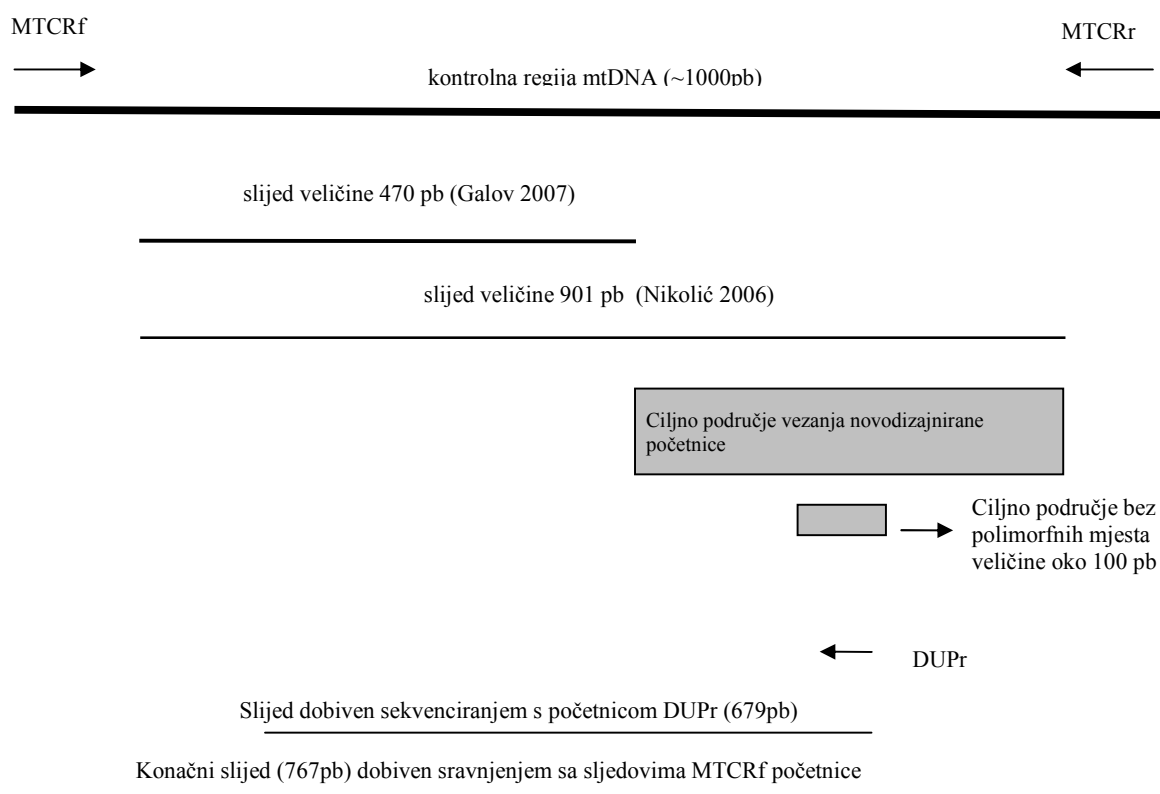 MTCRf
MTCRr
kontrolna regija mtDNA (~1000pb)
slijed veličine 470 pb (Galov 2007)
slijed veličine 901 pb (Nikolić 2006)
Ciljno područje vezanja novodizajnirane
početnice
Ciljno područje bez
polimorfnih mjesta
veličine oko 100 pb
DUPr
Slijed dobiven sekvenciranjem s početnicom DUPr (679pb)
Konačni slijed (767pb) dobiven sravnjenjem sa sljedovima MTCRf početnice